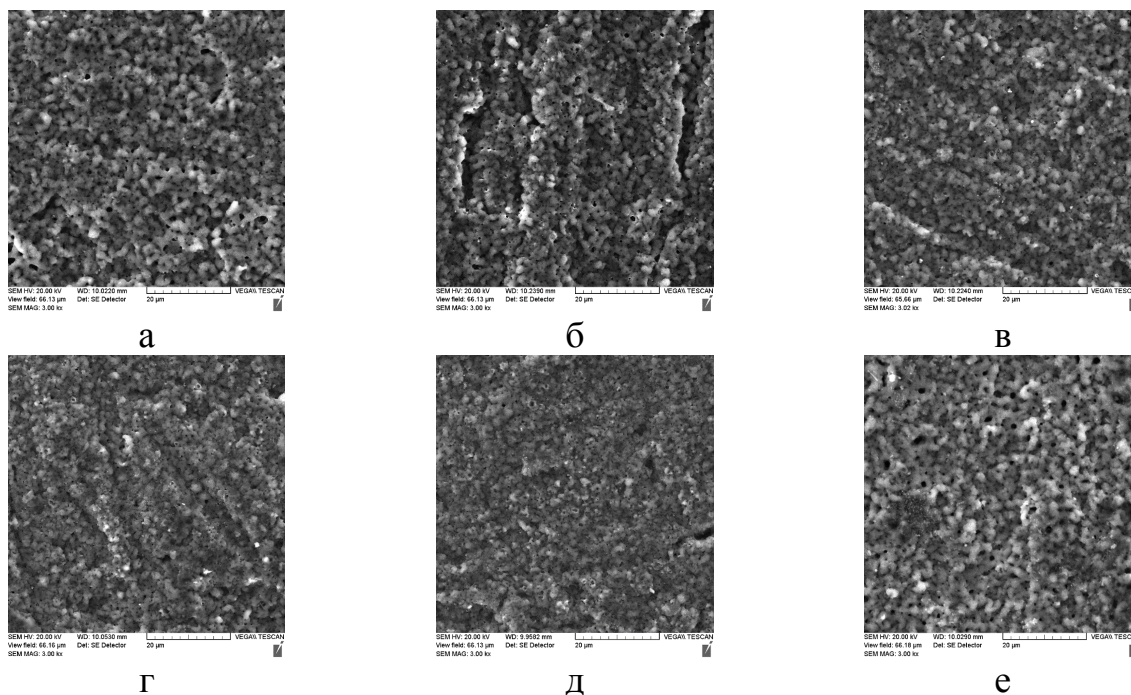 SEM HV: 20.00 kV WD: 10.0220 mm VEGA\\ TESCAN
View field: 66.13 µm Det: SE Detector 20 µm
SEM MAG: 3.00 kx
а
SEM HV: 20.00 kV WD: 10.2390 mm VEGA\\ TESCAN
View field: 66.13 µm Det: SE Detector 20 µm
SEM MAG: 3.00 kx
б
SEM HV: 20.00 kV WD: 10.2240 mm VEGA\\ TESCAN
View field: 65.66 µm Det: SE Detector 20 µm
SEM MAG: 3.02 kx
в
SEM HV: 20.00 kV WD: 10.0530 mm VEGA\\ TESCAN
View field: 66.16 µm Det: SE Detector 20 µm
SEM MAG: 3.00 kx
г
SEM HV: 20.00 kV WD: 9.9582 mm VEGA\\ TESCAN
View field: 66.13 µm Det: SE Detector 20 µm
SEM MAG: 3.00 kx
д
SEM HV: 20.00 kV WD: 10.0290 mm VEGA\\ TESCAN
View field: 66.18 µm Det: SE Detector 20 µm
SEM MAG: 3.00 kx
е